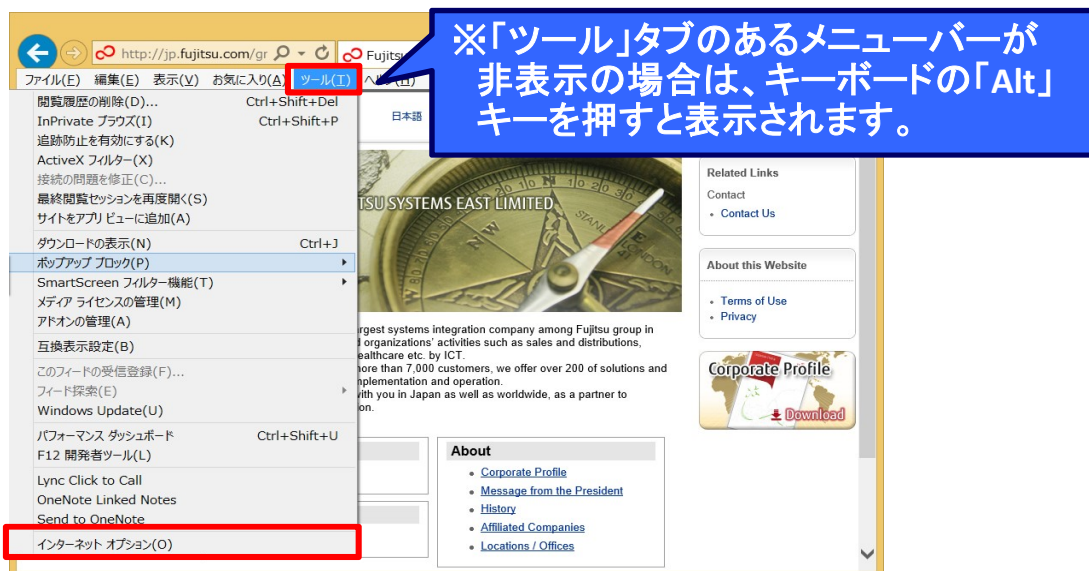 ※「ツール」タブのあるメニューバーが
非表示の場合は、キーボードの「Alt」
キーを押すと表示されます。
http://jp.fujitsu.com/gr
Fujits
ファイル(F) 編集(E) 表示(V) お気に入り(A) ツール(T) ヘルプ(H)
閲覧履歴の削除(D)... Ctrl+Shift+Del
InPrivate ブラウズ(I) Ctrl+Shift+P
追跡防止を有効にする(K)
ActiveX フィルター(X)
接続の問題を修正(C)...
最終閲覧セッションを再度開く(S)
サイトをアプリ ビューに追加(A)
ダウンロードの表示(N) Ctrl+J
ポップアップ ブロック(P)
SmartScreen フィルター機能(T)
メディア ライセンスの管理(M)
アドオンの管理(A)
互換表示設定(B)
このフィードの受信登録(F)...
フィード探索(E)
Windows Update(U)
パフォーマンス ダッシュボード Ctrl+Shift+U
F12 開発者ツール(L)
Lync Click to Call
OneNote Linked Notes
Send to OneNote
インターネット オプション(O)
日本語
TSU SYSTEMS EAST LIMITED
rgest systems integration company among Fujitsu group in
organizations' activities such as sales and distributions,
ealthcare etc. by ICT.
ore than 7,000 customers, we offer over 200 of solutions and
mplementation and operation.
with you in Japan as well as worldwide, as a partner to
on.
About
Corporate Profile
Message from the President
History
Affiliated Companies
Locations / Offices
Related Links
Contact
Contact Us
About this Website
Terms of Use
Privacy
Corporate Profile
Download